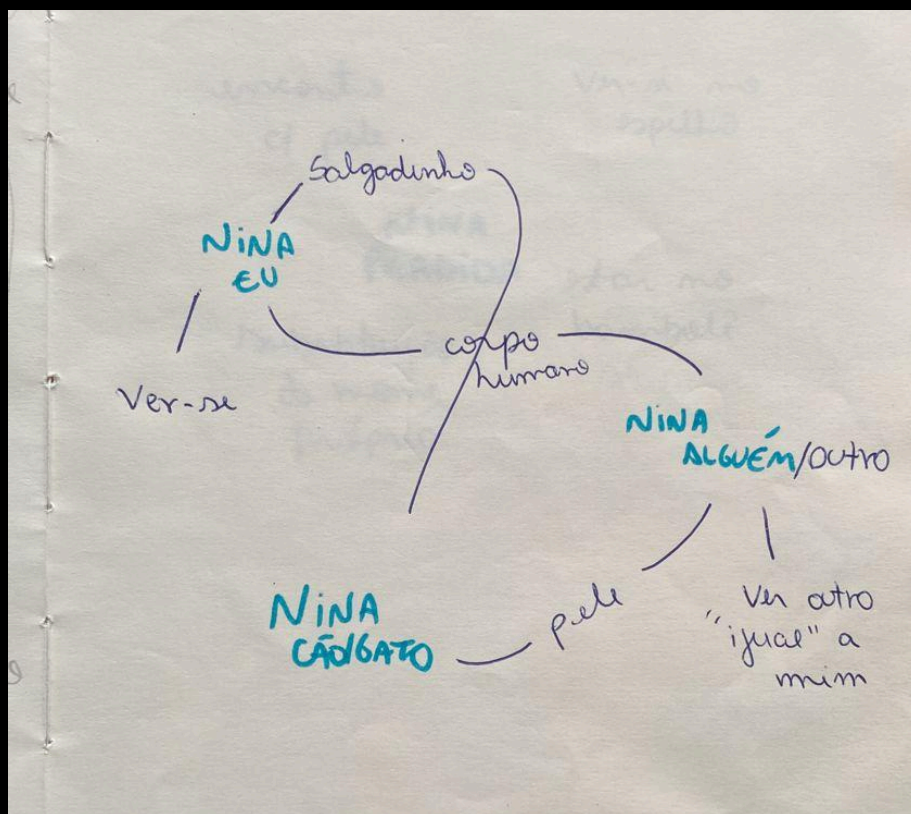 Salgadinho
NINA
EU
corpo
humano
Ver-se
NINA
ALGUÉM/OUTRO
NINA
CÃO/GATO
pele
Ver outro
"igual" a
mim